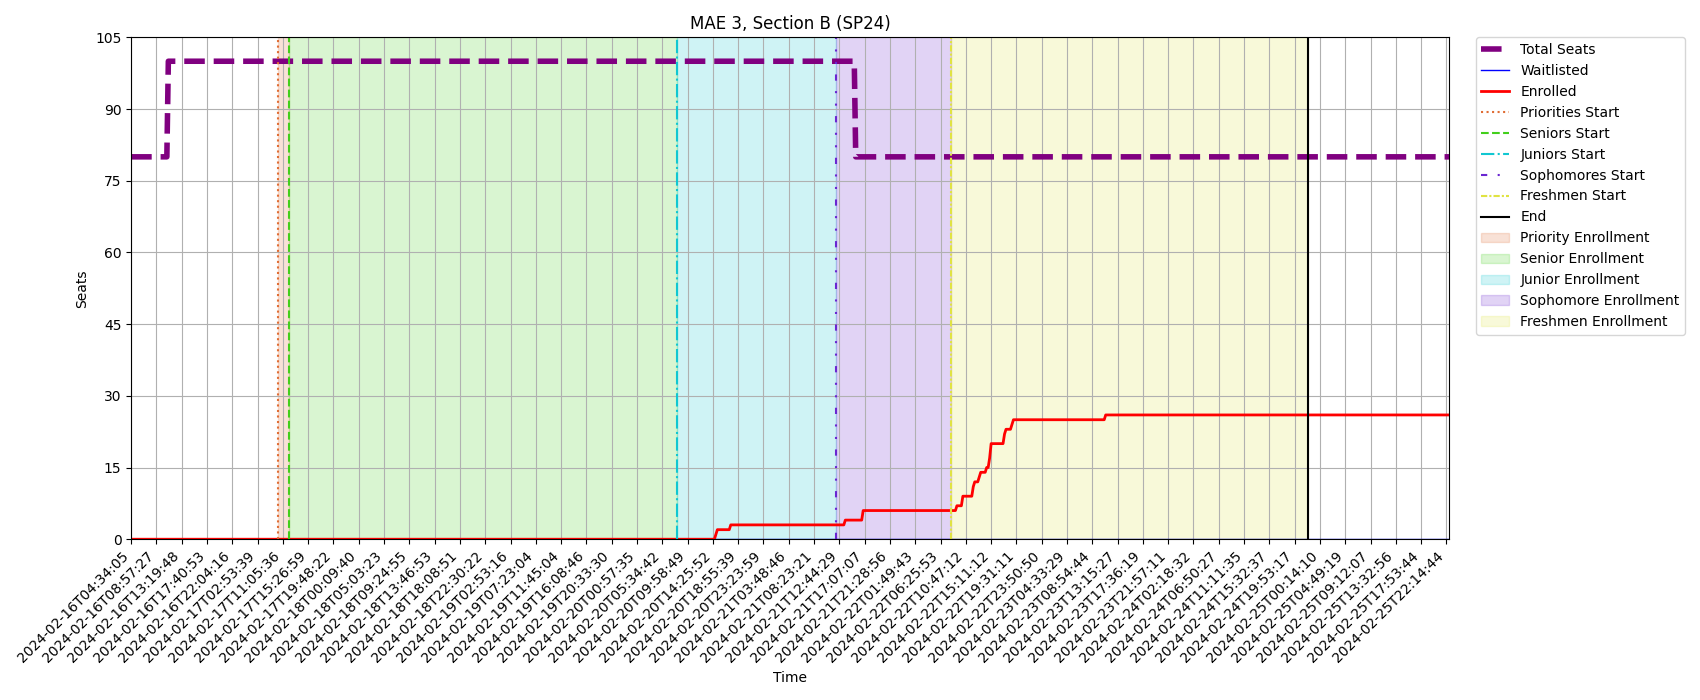 MAE 3, Section B (SP24)
105
90
75
60
45
30
15
0
Seats
2024-02-16T04:34:05
2024-02-16T08:57:27
2024-02-16T13:19:48
2024-02-16T17:40:53
2024-02-16T22:04:16
2024-02-17T02:53:39
2024-02-17T11:05:36
2024-02-17T15:26:59
2024-02-17T19:48:22
2024-02-18T00:09:40
2024-02-18T05:03:23
2024-02-18T09:24:55
2024-02-18T13:46:53
2024-02-18T18:08:51
2024-02-18T22:30:22
2024-02-19T02:53:16
2024-02-19T07:23:04
2024-02-19T11:45:04
2024-02-19T16:08:46
2024-02-19T20:33:30
2024-02-20T00:57:35
2024-02-20T05:34:42
2024-02-20T09:58:49
2024-02-20T14:25:52
2024-02-20T18:55:39
2024-02-20T23:23:59
2024-02-21T03:48:46
2024-02-21T08:23:21
2024-02-21T12:44:29
2024-02-21T17:07:07
2024-02-21T21:28:56
2024-02-22T01:49:43
2024-02-22T06:25:53
2024-02-22T10:47:12
2024-02-22T15:11:12
2024-02-22T19:31:11
2024-02-22T23:50:50
2024-02-23T04:33:29
2024-02-23T08:54:44
2024-02-23T13:15:27
2024-02-23T17:36:19
2024-02-23T21:57:11
2024-02-24T02:18:32
2024-02-24T06:50:27
2024-02-24T11:11:35
2024-02-24T15:32:37
2024-02-24T19:53:17
2024-02-25T00:14:10
2024-02-25T04:49:19
2024-02-25T09:12:07
2024-02-25T13:32:56
2024-02-25T17:53:44
2024-02-25T22:14:44
Time
Total Seats
Waitlisted
Enrolled
Priorities Start
Seniors Start
Juniors Start
Sophomores Start
Freshmen Start
End
Priority Enrollment
Senior Enrollment
Junior Enrollment
Sophomore Enrollment
Freshmen Enrollment